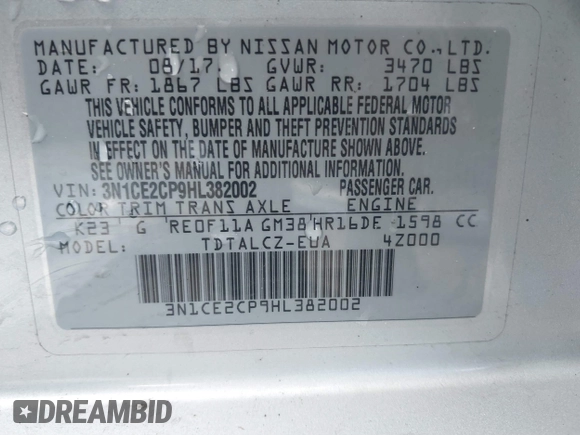 MANUFACTURED BY NISSAN MOTOR CO.,LTD.
DATE: 08/17 GVWR: 3470 LBS
GAWR FR: 1867 LBS GAWR RR: 1704 LBS
THIS VEHICLE CONFORMS TO ALL APPLICABLE FEDERAL MOTOR
VEHICLE SAFETY, BUMPER AND THEFT PREVENTION STANDARDS
IN EFFECT ON THE DATE OF MANUFACTURE SHOWN ABOVE.
SEE OWNER'S MANUAL FOR ADDITIONAL INFORMATION
VIN: 3N1CE2CP9HL382002 PASSENGER CAR.
COLOR TRIM TRANS AXLE ENGINE
K23 G RE0F11A GM38 HR16DE 1598 CC
MODEL: TDTALCZ-EUA 4Z000
3N1CE2CP9HL382002
DREAMBID